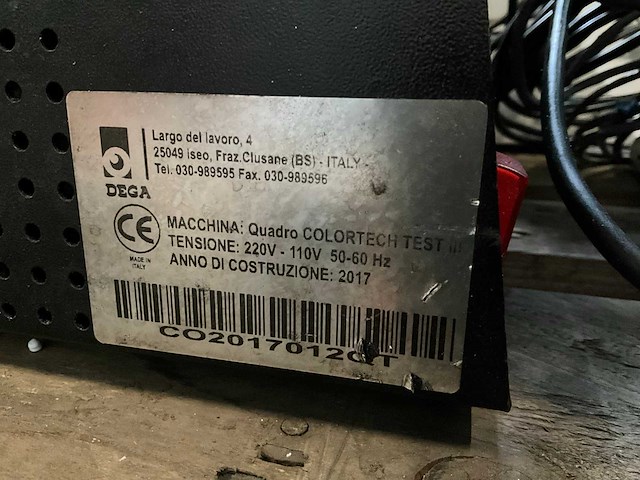 Largo del lavoro, 4
25049 Iseo, Fraz.Clusane (BS) - ITALY
Tel. 030-989595 Fax. 030-989596
DEGA
CE
MADE IN
ITALY
MACCHINA: Quadro COLORTECH TEST III
TENSIONE: 220V - 110V 50-60 Hz
ANNO DI COSTRUZIONE: 2017